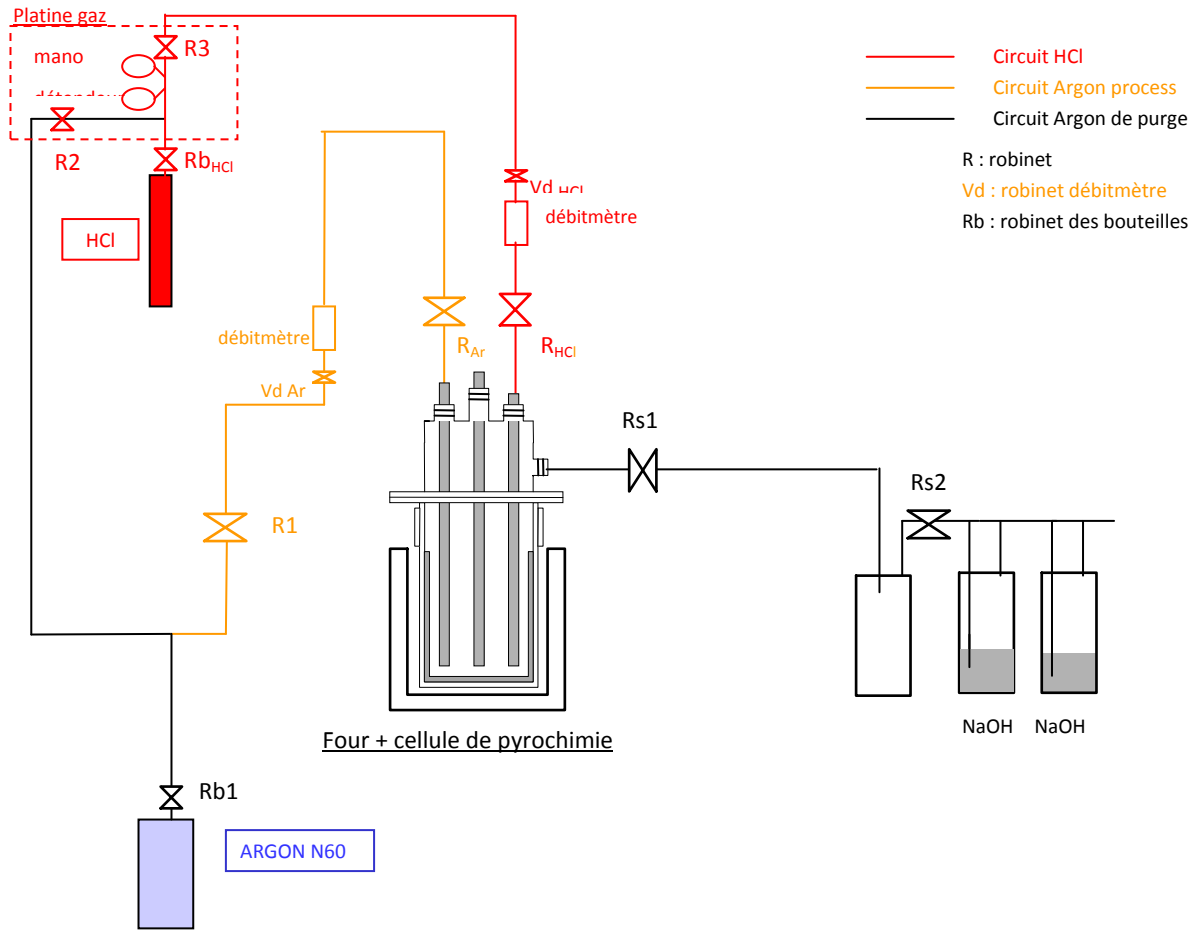 Platine gaz
R3
mano
R2
Rb HCl
HCl
Circuit HCl
Circuit Argon process
Circuit Argon de purge
R : robinet
Vd : robinet débitmètre
Rb : robinet des bouteilles
Vd HCl
débitmètre
débitmètre
R Ar
R HCl
Vd Ar
Rs1
Rs2
R1
NaOH
NaOH
Four + cellule de pyrochimie
Rb1
ARGON N60